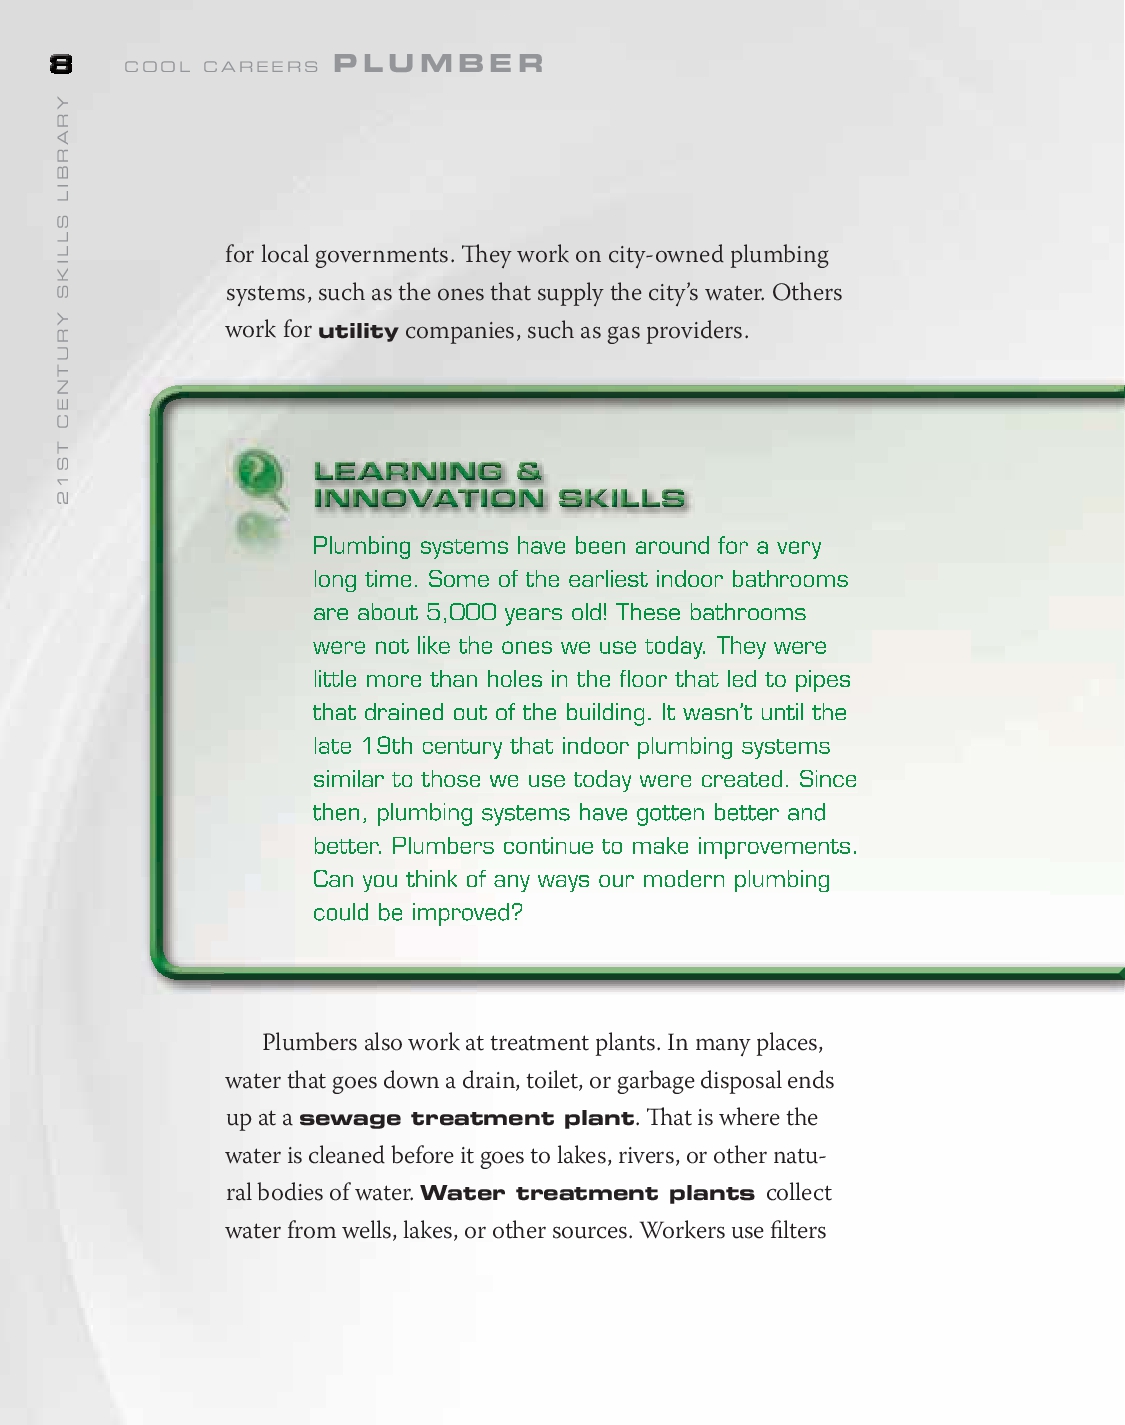 8 COOL CAREERS PLUMBER
21ST CENTURY SKILLS LIBRARY
for local governments. They work on city-owned plumbing
systems, such as the ones that supply the city's water. Others
work for utility companies, such as gas providers.
LEARNING &
INNOVATION SKILLS
Plumbing systems have been around for a very
long time. Some of the earliest indoor bathrooms
are about 5,000 years old! These bathrooms
were not like the ones we use today. They were
little more than holes in the floor that led to pipes
that drained out of the building. It wasn't until the
late 19th century that indoor plumbing systems
similar to those we use today were created. Since
then, plumbing systems have gotten better and
better. Plumbers continue to make improvements.
Can you think of any ways our modern plumbing
could be improved?
Plumbers also work at treatment plants. In many places,
water that goes down a drain, toilet, or garbage disposal ends
up at a sewage treatment plant. That is where the
water is cleaned before it goes to lakes, rivers, or other natu-
ral bodies of water. Water treatment plants collect
water from wells, lakes, or other sources. Workers use filters